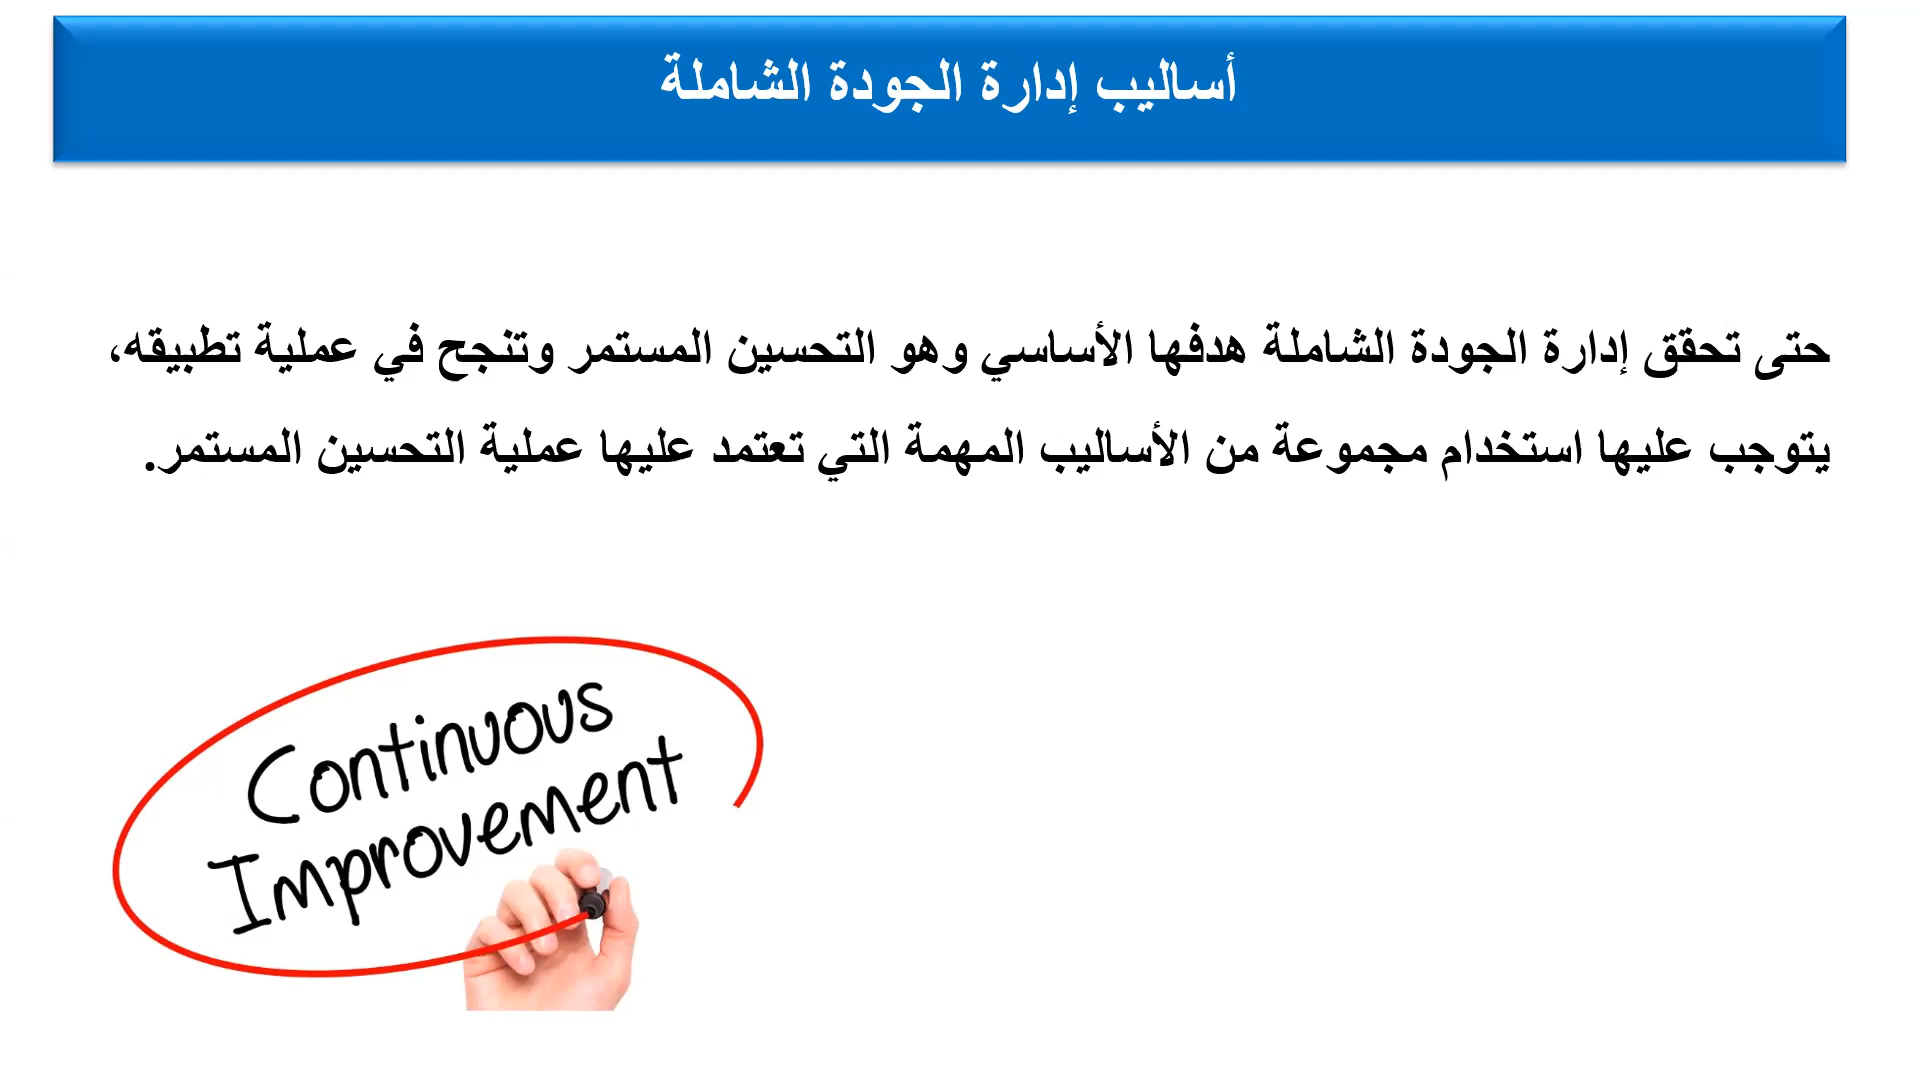 أساليب إدارة الجودة الشاملة
حتى تحقق إدارة الجودة الشاملة هدفها الأساسي وهو التحسين المستمر وتنجح في عملية تطبيقه،
يتوجب عليها استخدام مجموعة من الأساليب المهمة التي تعتمد عليها عملية التحسين المستمر.
Continuous
Improvement